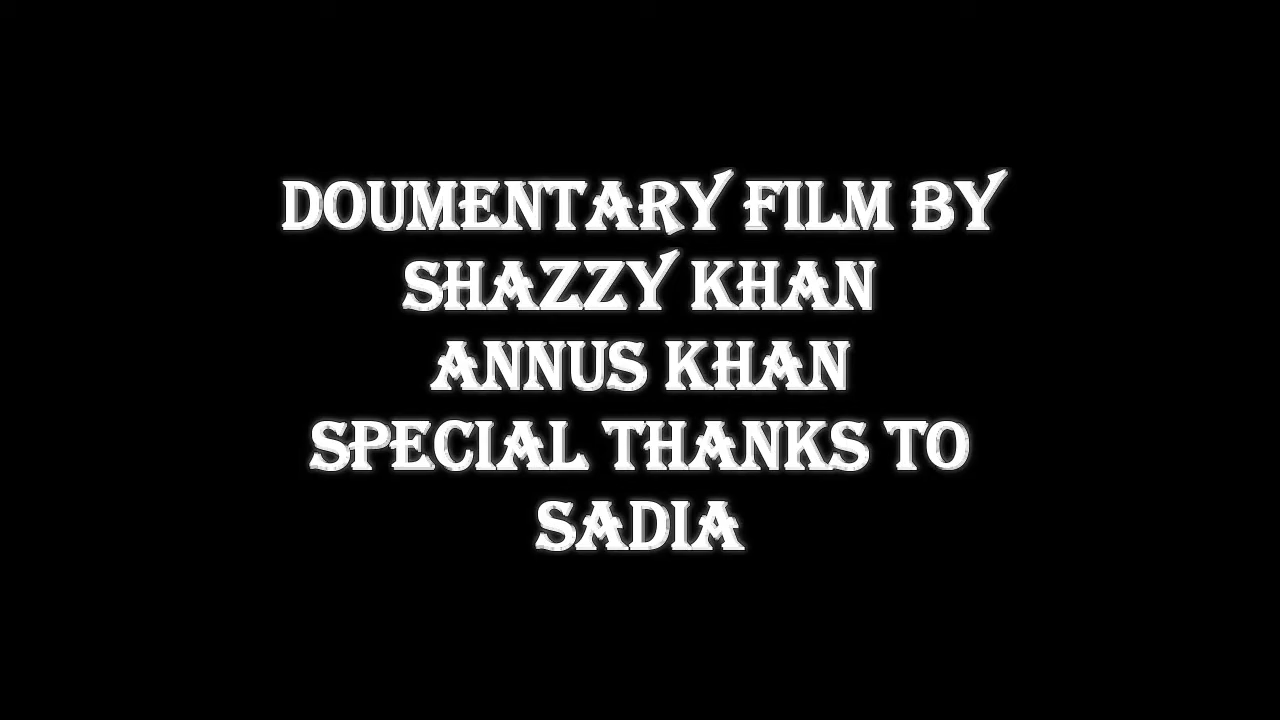 DOUMENTARY FILM BY
SHAZZY KHAN
ANNUS KHAN
SPECIAL THANKS TO
SADIA